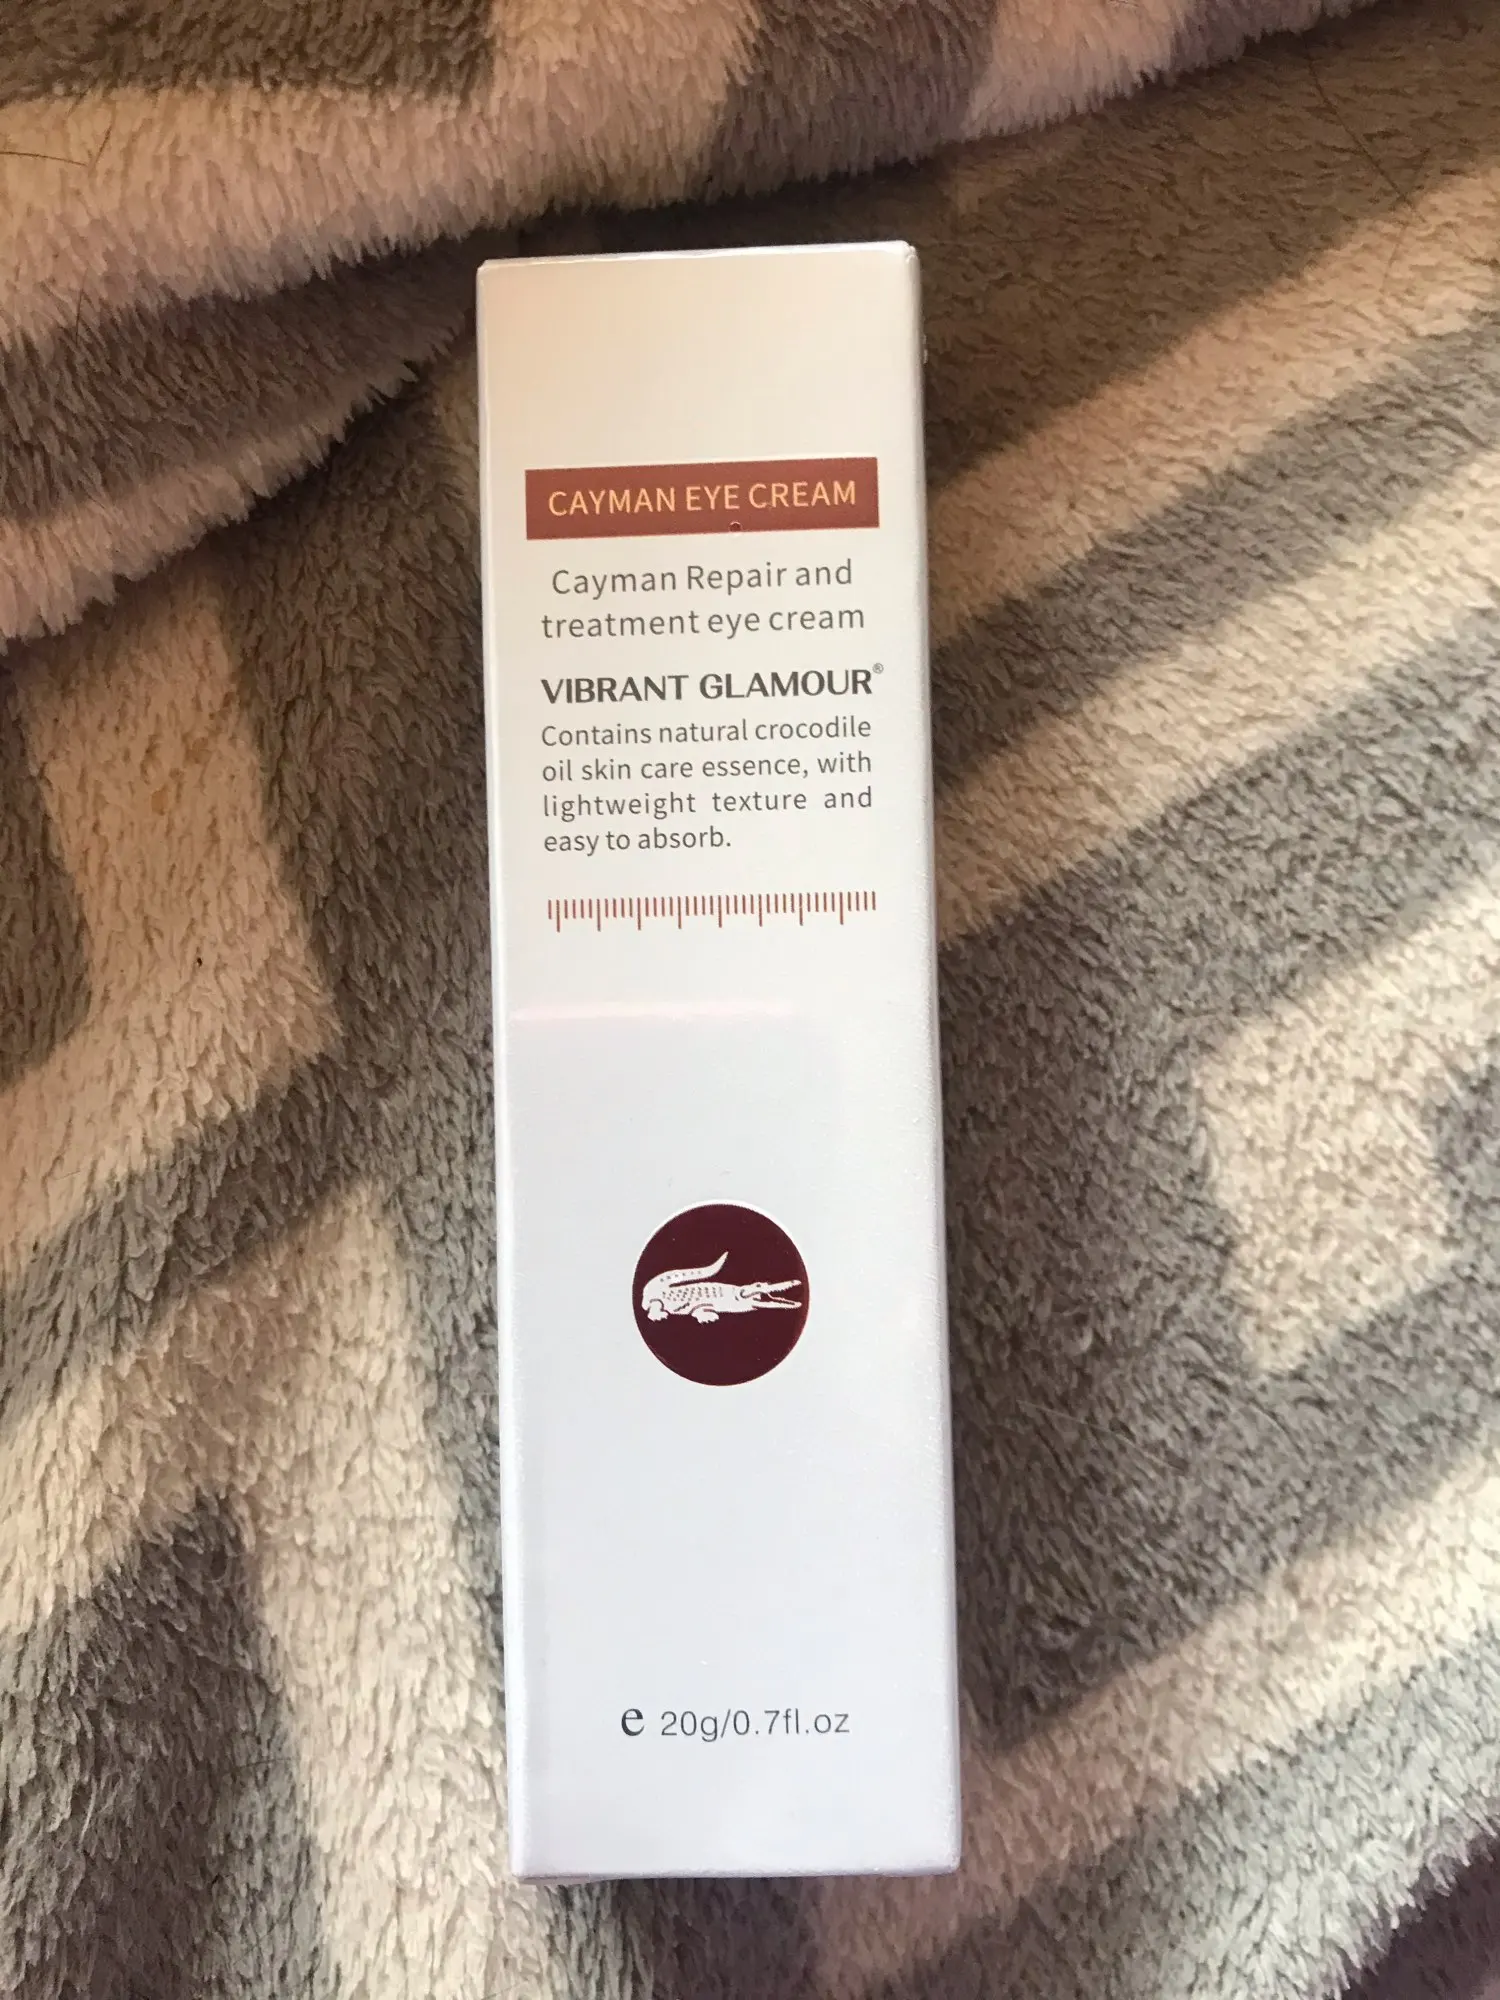 CAYMAN EYE CREAM
Cayman Repair and
treatment eye cream
VIBRANT GLAMOUR®
Contains natural crocodile
oil skin care essence, with
lightweight texture and
easy to absorb.
e 20g/0.7fl.oz